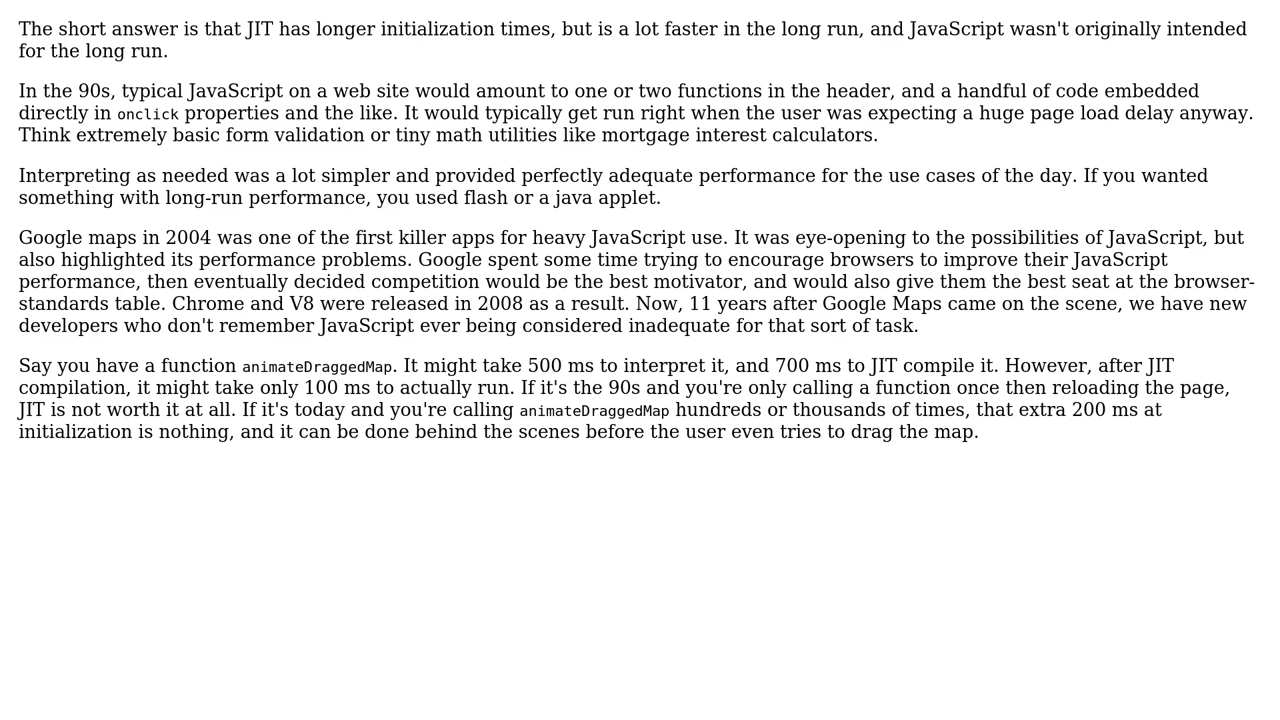 The short answer is that JIT has longer initialization times, but is a lot faster in the long run, and JavaScript wasn't originally intended
for the long run.
In the 90s, typical JavaScript on a web site would amount to one or two functions in the header, and a handful of code embedded
directly in onclick properties and the like. It would typically get run right when the user was expecting a huge page load delay anyway.
Think extremely basic form validation or tiny math utilities like mortgage interest calculators.
Interpreting as needed was a lot simpler and provided perfectly adequate performance for the use cases of the day. If you wanted
something with long-run performance, you used flash or a java applet.
Google maps in 2004 was one of the first killer apps for heavy JavaScript use. It was eye-opening to the possibilities of JavaScript, but
also highlighted its performance problems. Google spent some time trying to encourage browsers to improve their JavaScript
performance, then eventually decided competition would be the best motivator, and would also give them the best seat at the browser-
standards table. Chrome and V8 were released in 2008 as a result. Now, 11 years after Google Maps came on the scene, we have new
developers who don't remember JavaScript ever being considered inadequate for that sort of task.
Say you have a function animateDraggedMap. It might take 500 ms to interpret it, and 700 ms to JIT compile it. However, after JIT
compilation, it might take only 100 ms to actually run. If it's the 90s and you're only calling a function once then reloading the page,
JIT is not worth it at all. If it's today and you're calling animateDraggedMap hundreds or thousands of times, that extra 200 ms at
initialization is nothing, and it can be done behind the scenes before the user even tries to drag the map.